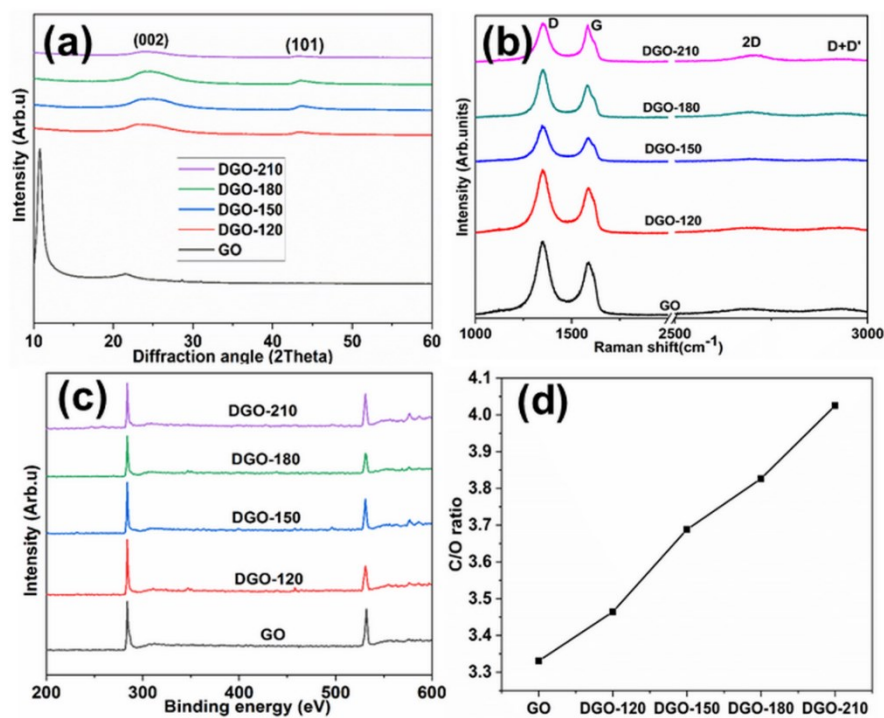 (a)
(002)
(101)
DGO-210
DGO-180
DGO-150
DGO-120
GO
Intensity (Arb.u)
10 20 30 40 50 60
Diffraction angle (2Theta)
(b)
D
G
2D
D+D'
DGO-210
DGO-180
DGO-150
DGO-120
GO
Intensity (Arb.units)
1000 1500 2500 3000
Raman shift(cm⁻¹)
(c)
DGO-210
DGO-180
DGO-150
DGO-120
GO
Intensity (Arb.u)
200 300 400 500 600
Binding energy (eV)
(d)
4.1
4.0
3.9
3.8
3.7
3.6
3.5
3.4
3.3
C/O ratio
GO DGO-120 DGO-150 DGO-180 DGO-210